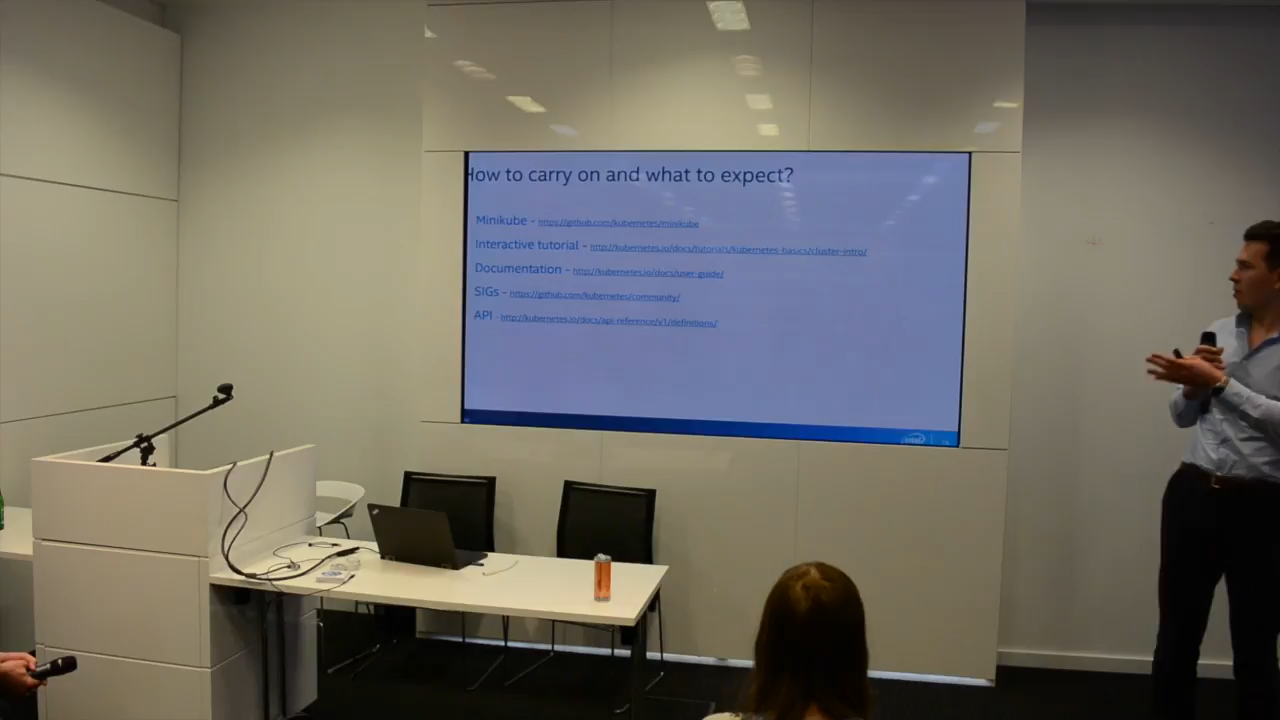 How to carry on and what to expect?
Minikube - https://github.com/kubernetes/minikube
Interactive tutorial - http://kubernetes.io/docs/tutorials/kubernetes-basics/cluster-intro/
Documentation - http://kubernetes.io/docs/user-guide/
SIGs - https://github.com/kubernetes/community/
API - http://kubernetes.io/docs/api-reference/v1/definitions/
intel